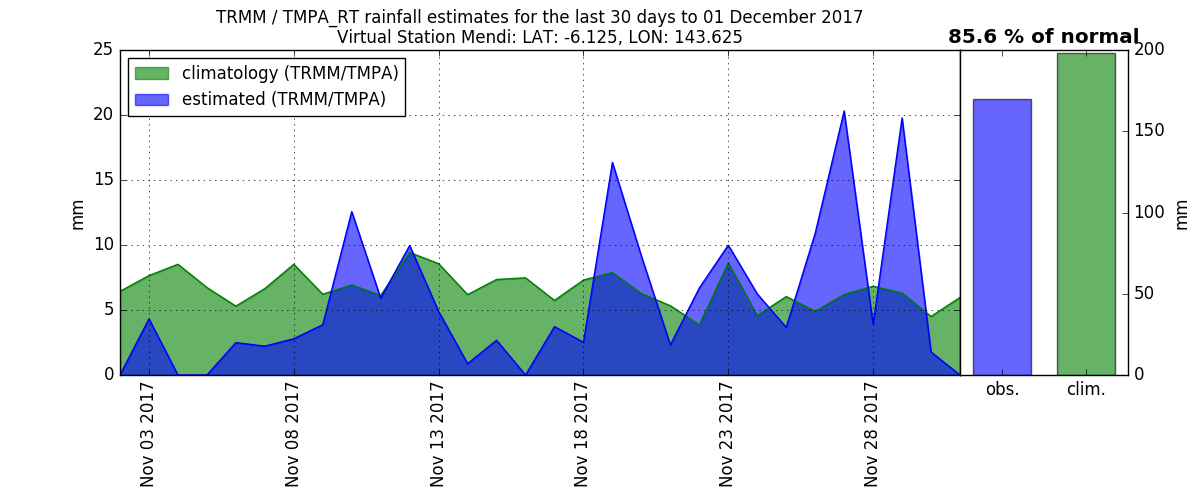 TRMM / TMPA_RT rainfall estimates for the last 30 days to 01 December 2017
Virtual Station Mendi: LAT: -6.125, LON: 143.625
85.6 % of normal
climatology (TRMM/TMPA)
estimated (TRMM/TMPA)
25
20
15
10
5
0
mm
Nov 03 2017
Nov 08 2017
Nov 13 2017
Nov 18 2017
Nov 23 2017
Nov 28 2017
obs.
clim.
200
150
100
50
0
mm